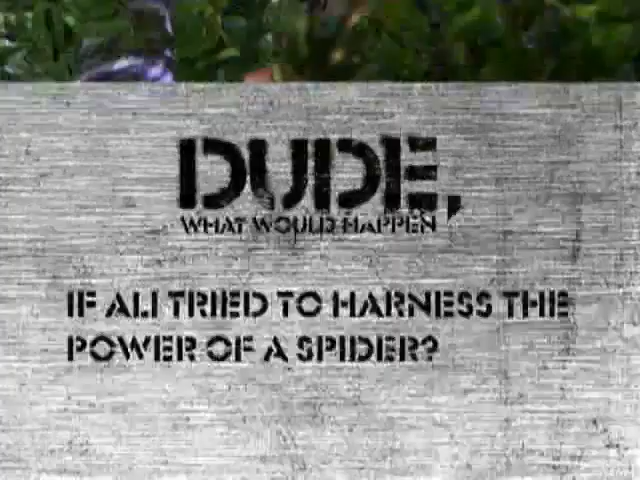 DUDE,
WHAT WOULD HAPPEN
IF ALI TRIED TO HARNESS THE
POWER OF A SPIDER?